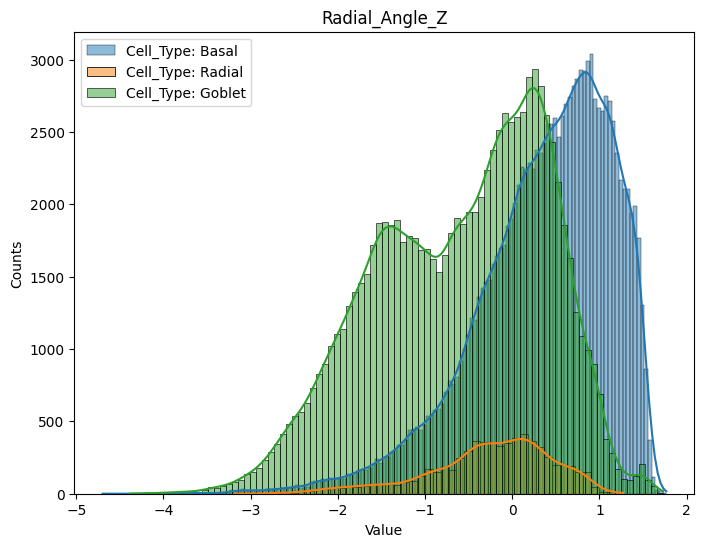 Radial_Angle_Z
Cell_Type: Basal
Cell_Type: Radial
Cell_Type: Goblet
Counts
3000
2500
2000
1500
1000
500
0
−5 −4 −3 −2 −1 0 1 2
Value